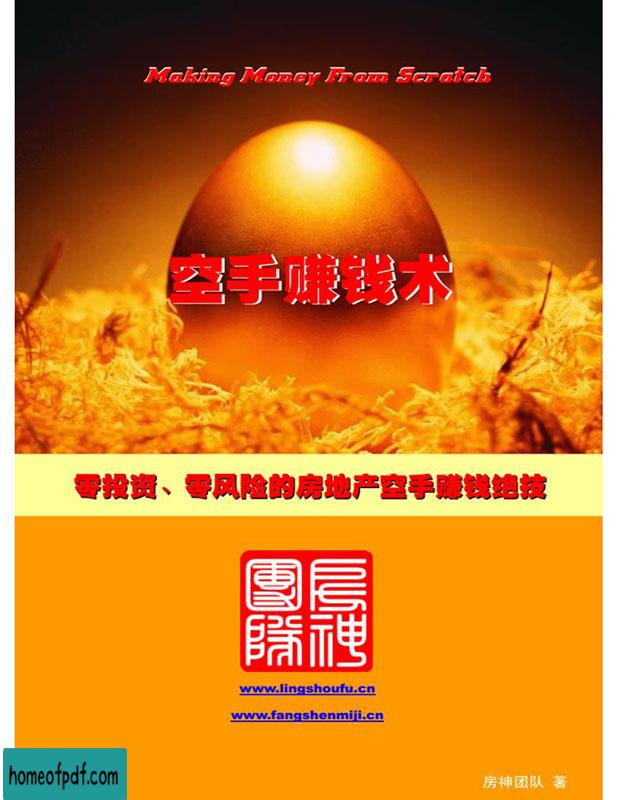 Making Money From Scratch
空手赚钱术
零投资、零风险的房地产空手赚钱绝技
房神
團隊
www.lingshoufu.cn
www.fangshenmiji.cn
homeofpdf.com
房神团队 著